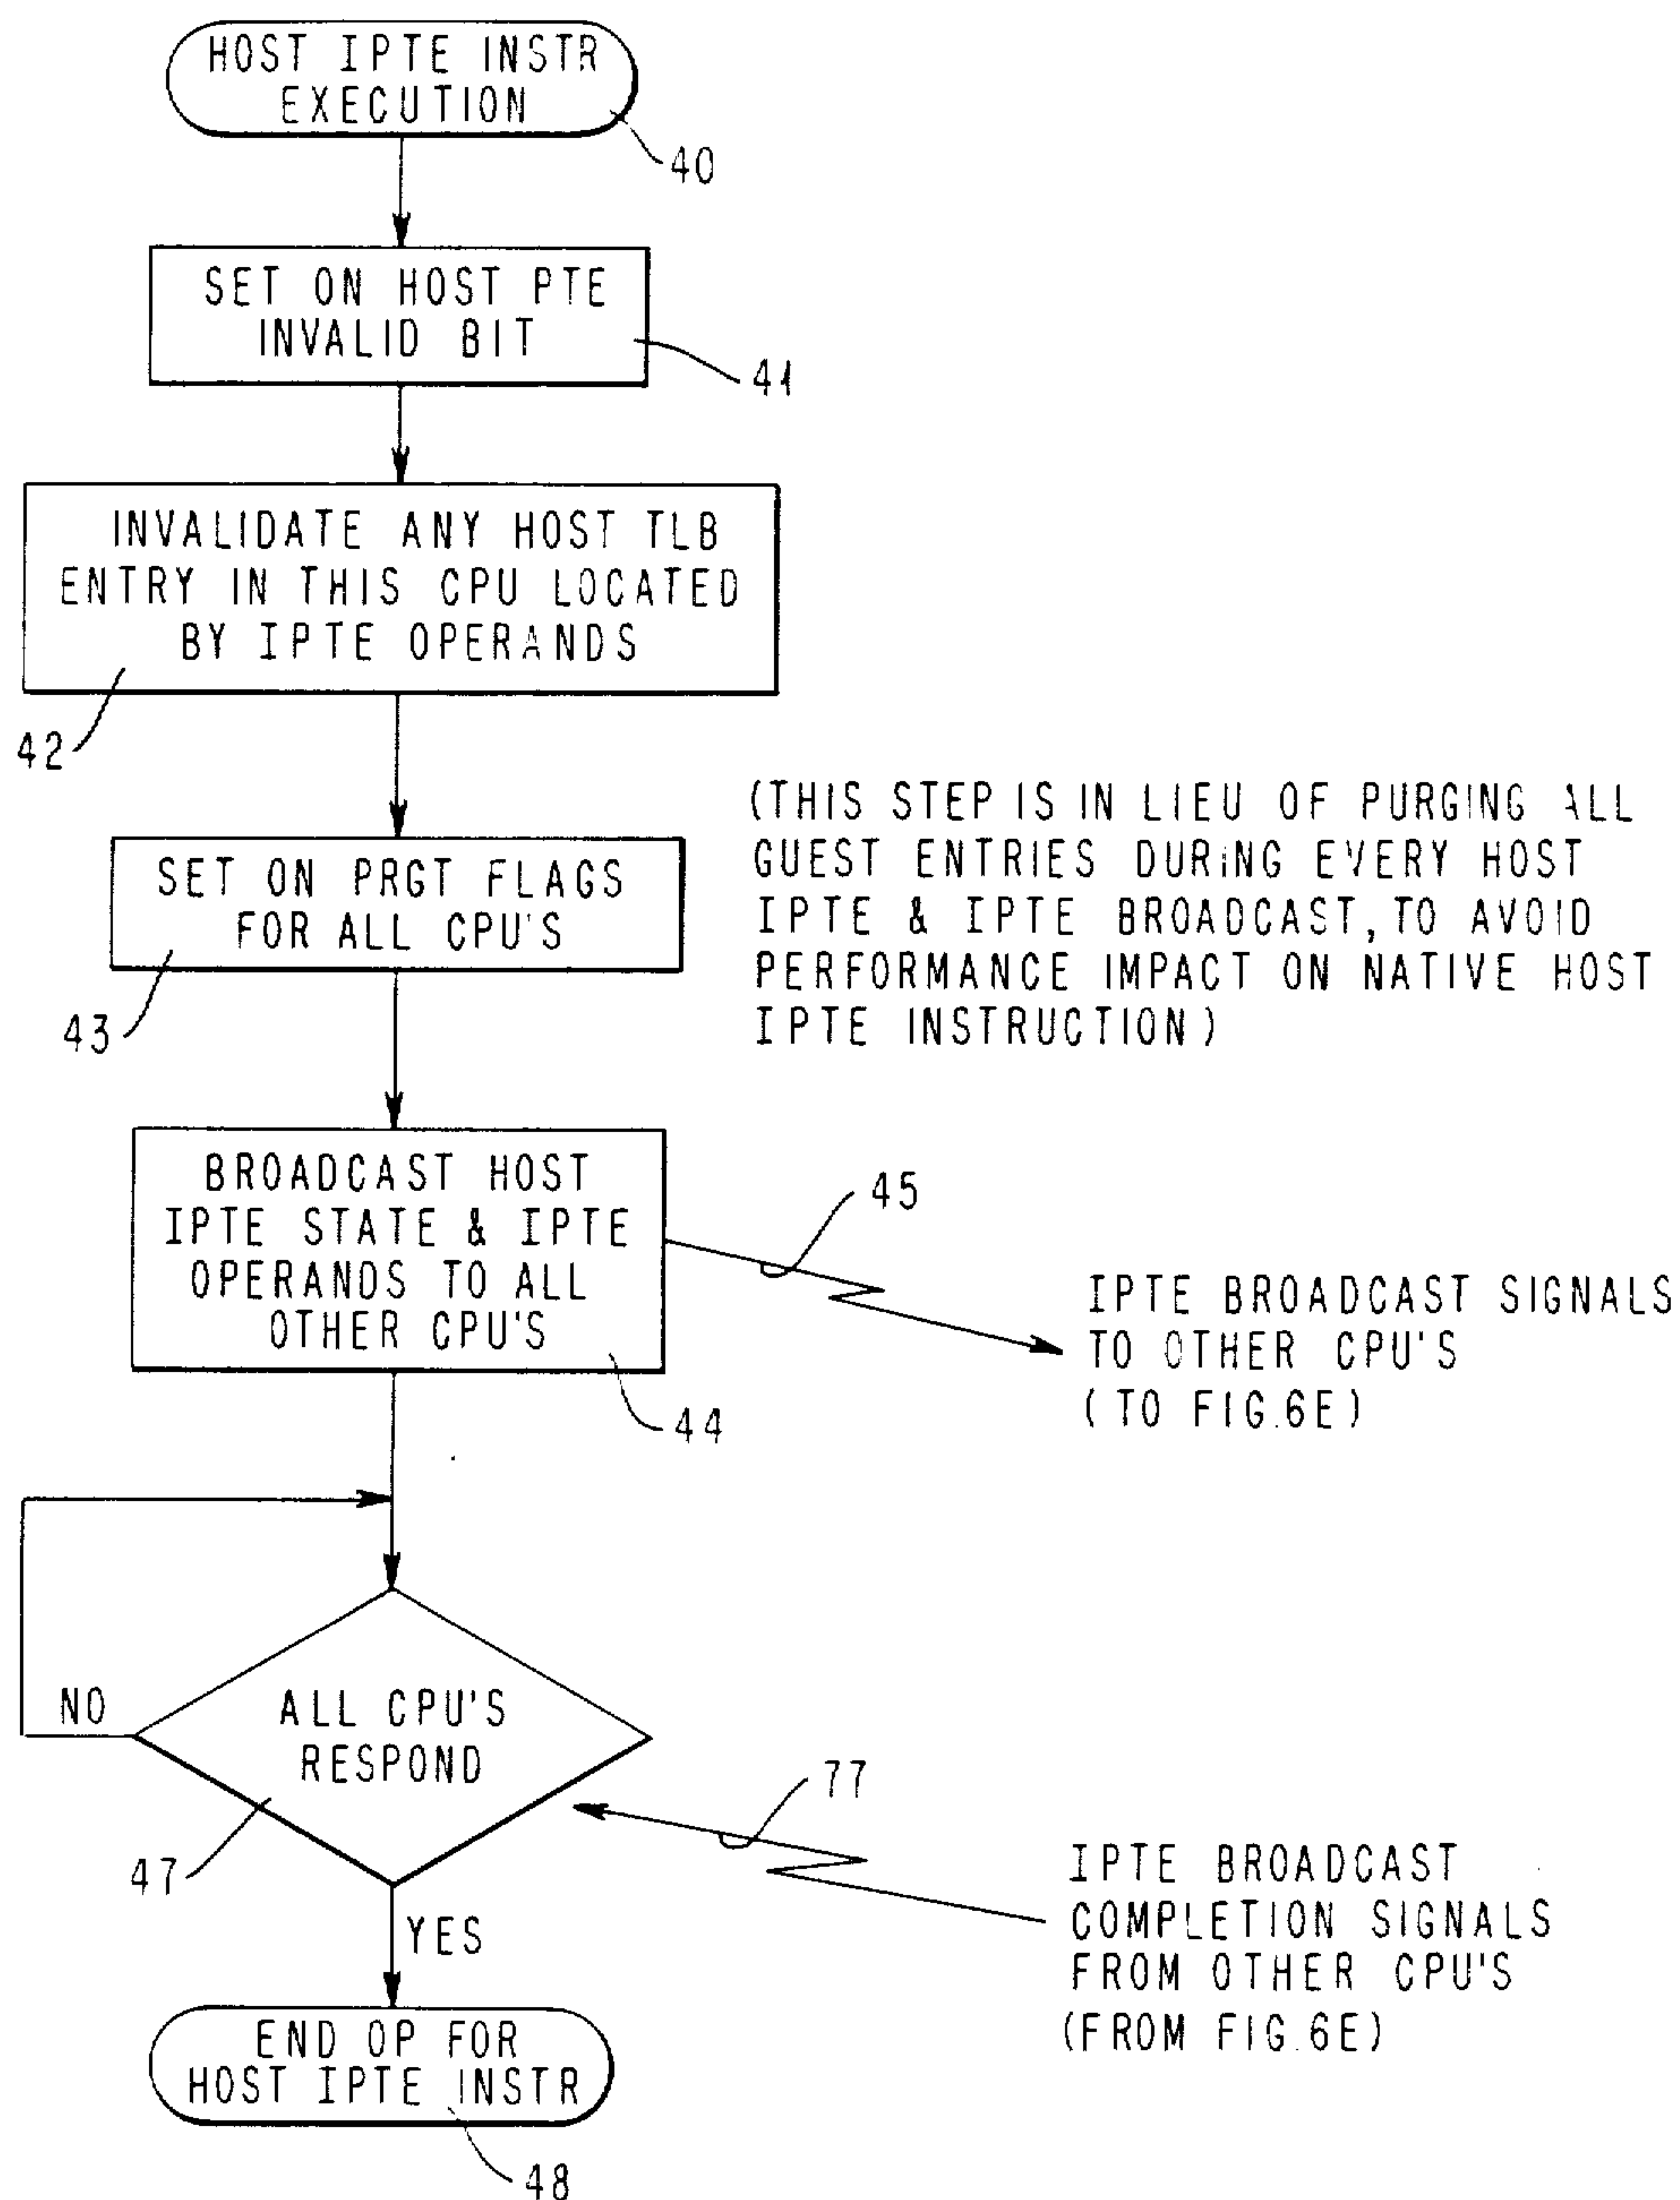 HOST IPTE INSTR
EXECUTION
40
SET ON HOST PTE
INVALID BIT
41
INVALIDATE ANY HOST TLB
ENTRY IN THIS CPU LOCATED
BY IPTE OPERANDS
42
SET ON PRGT FLAGS
FOR ALL CPU'S
43
(THIS STEP IS IN LIEU OF PURGING ALL
GUEST ENTRIES DURING EVERY HOST
IPTE & IPTE BROADCAST, TO AVOID
PERFORMANCE IMPACT ON NATIVE HOST
IPTE INSTRUCTION)
BROADCAST HOST
IPTE STATE & IPTE
OPERANDS TO ALL
OTHER CPU'S
44
45
IPTE BROADCAST SIGNALS
TO OTHER CPU'S
(TO FIG.6E)
NO
ALL CPU'S
RESPOND
47
77
IPTE BROADCAST
COMPLETION SIGNALS
FROM OTHER CPU'S
(FROM FIG.6E)
YES
END OP FOR
HOST IPTE INSTR
48